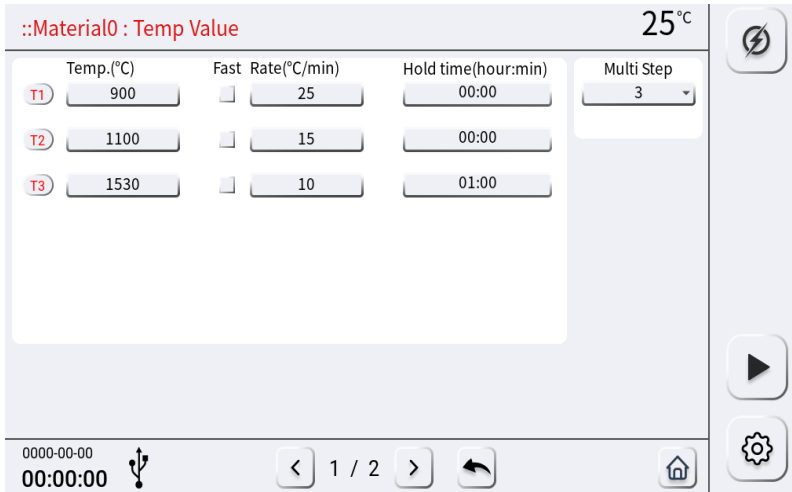 ::Material0 : Temp Value
25℃
Temp.(℃) Fast Rate(℃/min) Hold time(hour:min) Multi Step
T1 900 25 00:00 3
T2 1100 15 00:00
T3 1530 10 01:00
0000-00-00
00:00:00
1 / 2